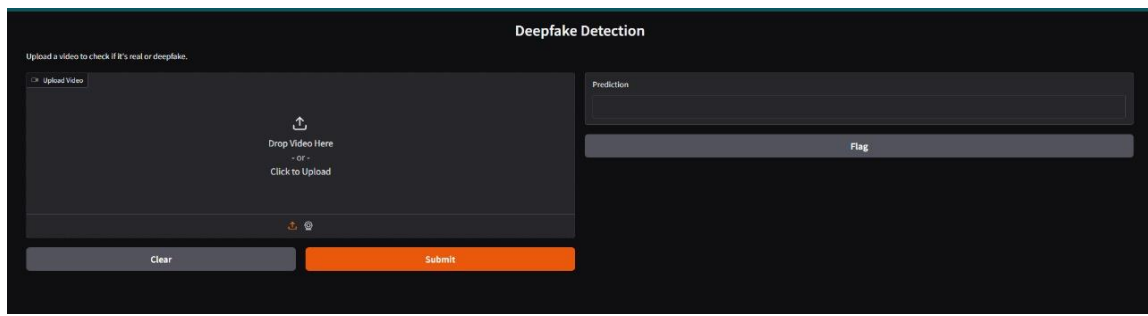 Deepfake Detection
Upload a video to check if it's real or deepfake.
Upload Video
Drop Video Here
- or -
Click to Upload
Clear
Submit
Prediction
Flag